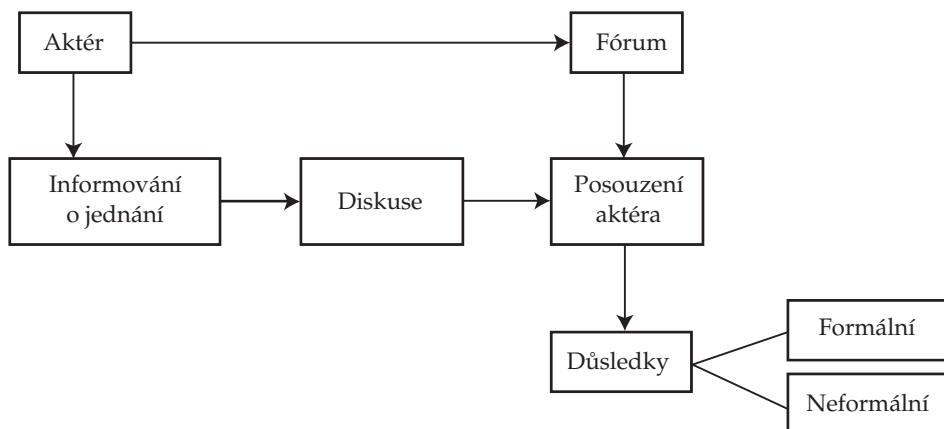 Aktér
Fórum
Informování
o jednání
Diskuse
Posouzení
aktéra
Důsledky
Formální
Neformální